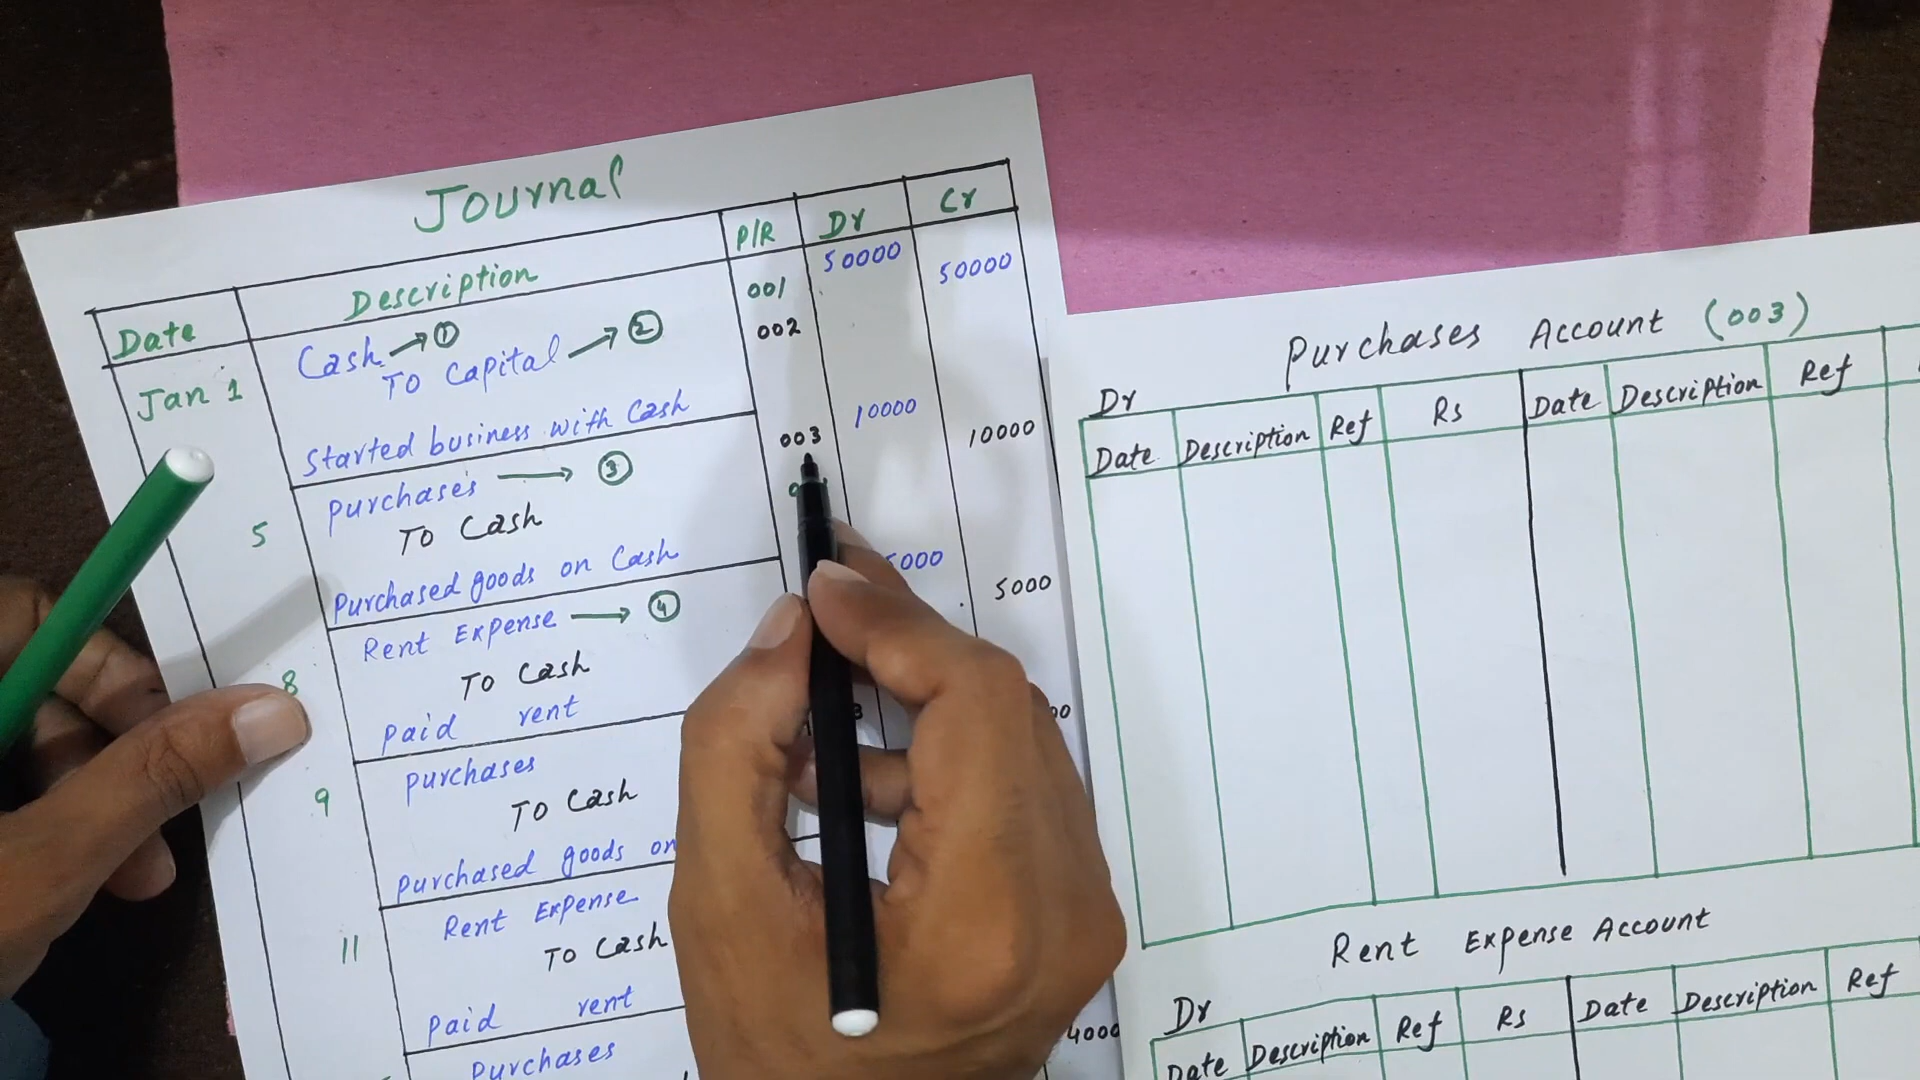 Journal
Date Description P/R Dr Cr
Jan 1 Cash → 1 001 50000 50000
TO Capital → 2 002
Started business with Cash
5 Purchases → 3 003 10000 10000
TO Cash
Purchased goods on Cash
8 Rent Expense → 4 5000 5000
TO Cash
Paid rent
9 Purchases
TO Cash
Purchased goods on
11 Rent Expense
TO Cash
Paid rent 4000
Purchases
Purchases Account (003)
Dr
Date Description Ref Rs Date Description Ref
Rent Expense Account
Dr
Date Description Ref Rs Date Description Ref